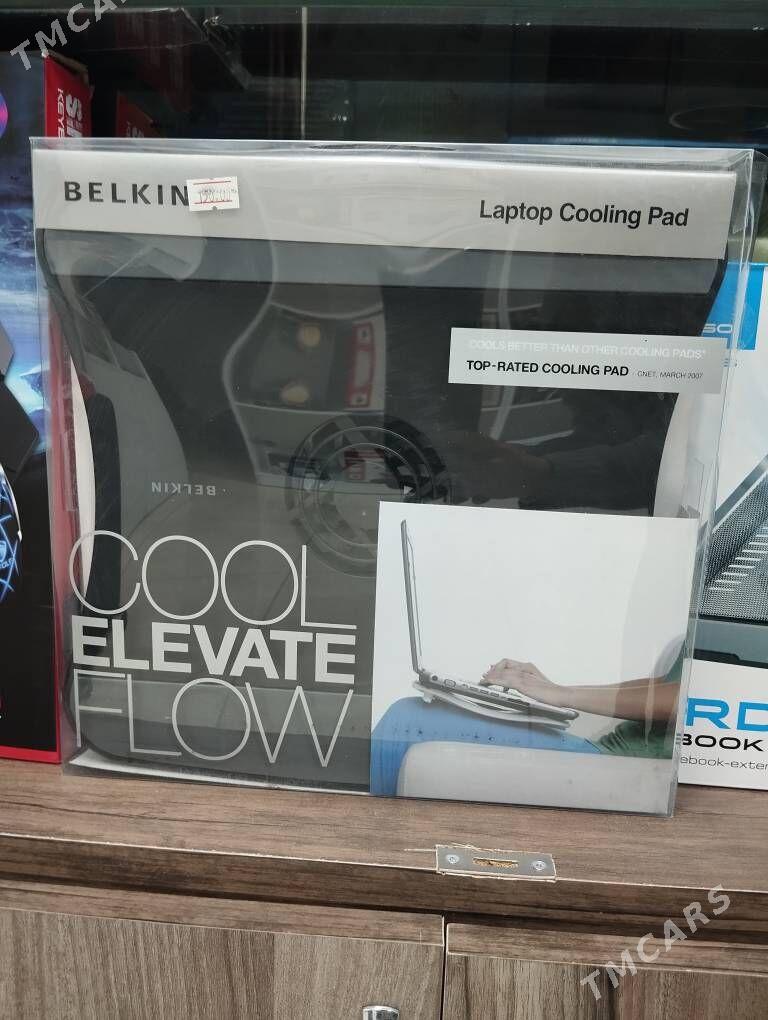 TMCARS
BELKIN
Laptop Cooling Pad
COOLS BETTER THAN OTHER COOLING PADS*
TOP-RATED COOLING PAD - CNET, MARCH 2007
BELKIN
COOL
ELEVATE
FLOW
TMCARS